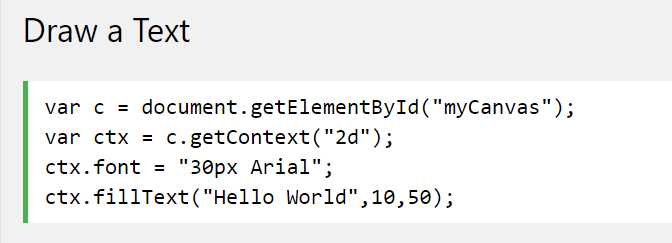 Draw a Text
var c = document.getElementById("myCanvas");
var ctx = c.getContext("2d");
ctx.font = "30px Arial";
ctx.fillText("Hello World",10,50);